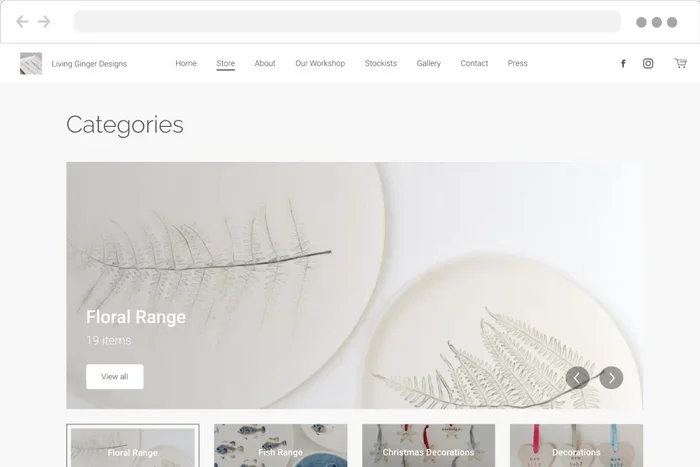 Living Ginger Designs
Home Store About Our Workshop Stockists Gallery Contact Press
Categories
Floral Range
19 items
View all
Floral Range Fish Range Christmas Decorations Decorations